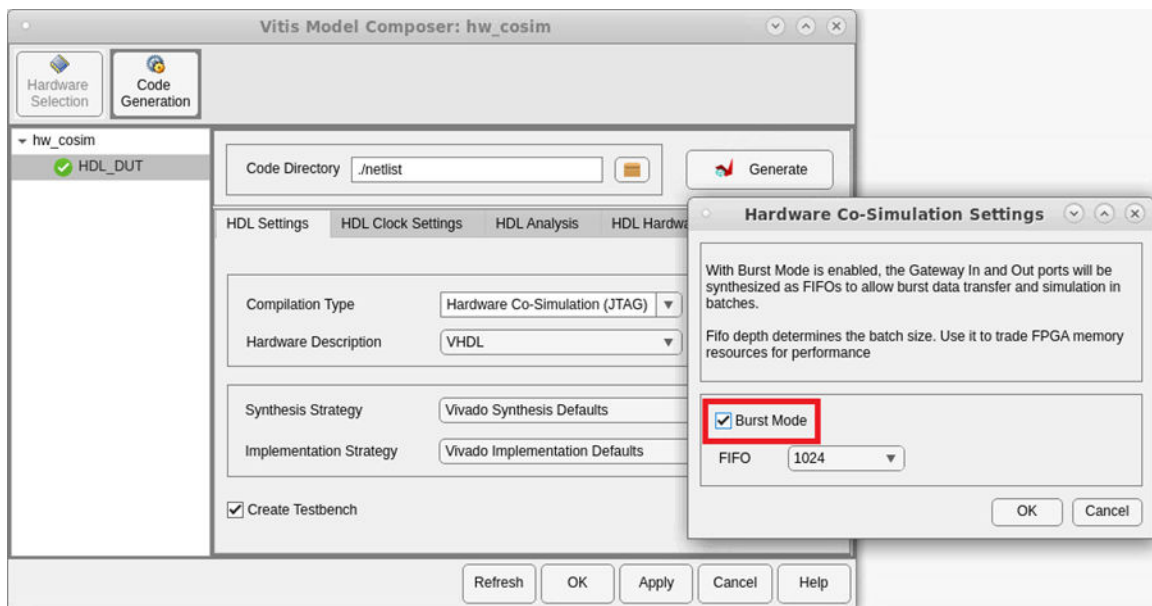 Vitis Model Composer: hw_cosim
Hardware
Selection
Code
Generation
hw_cosim
HDL_DUT
Code Directory
./netlist
Generate
HDL Settings
HDL Clock Settings
HDL Analysis
HDL Hardwa
Compilation Type
Hardware Co-Simulation (JTAG)
Hardware Description
VHDL
Synthesis Strategy
Vivado Synthesis Defaults
Implementation Strategy
Vivado Implementation Defaults
Create Testbench
Refresh
OK
Apply
Cancel
Help
Hardware Co-Simulation Settings
With Burst Mode is enabled, the Gateway In and Out ports will be
synthesized as FIFOs to allow burst data transfer and simulation in
batches.
Fifo depth determines the batch size. Use it to trade FPGA memory
resources for performance
Burst Mode
FIFO
1024
OK
Cancel